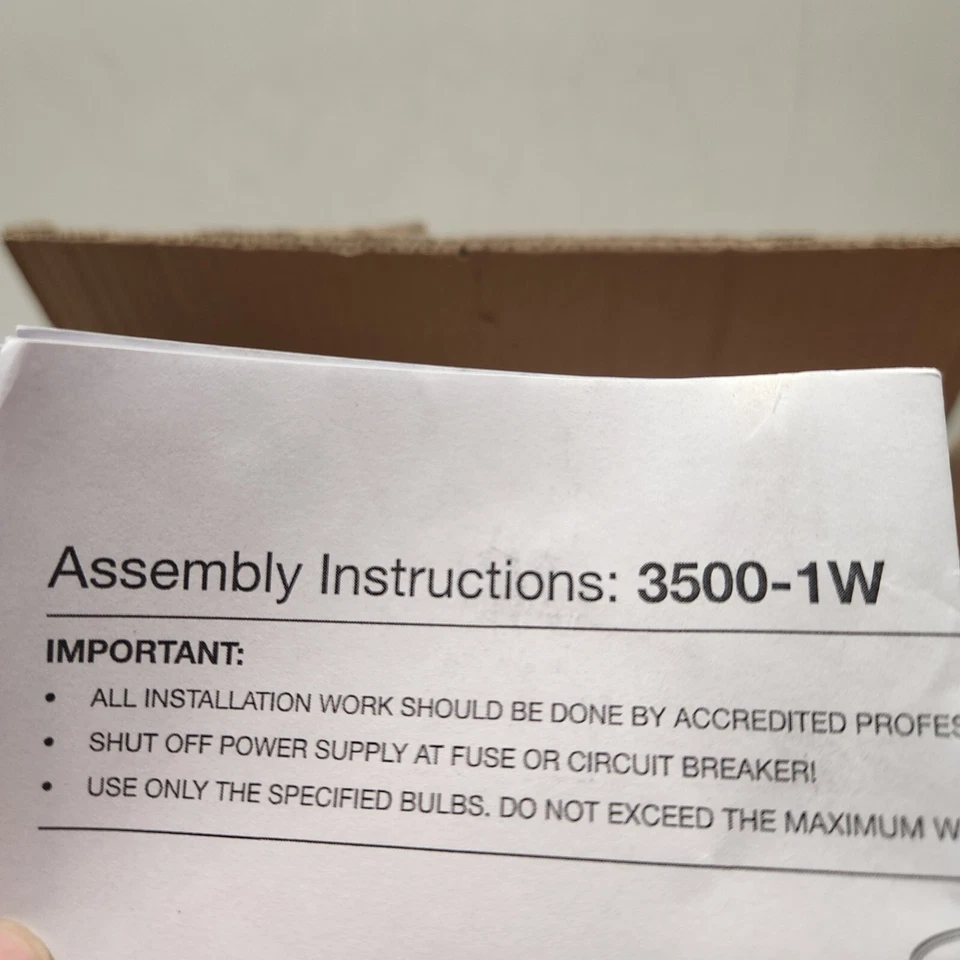 Assembly Instructions: 3500-1W
IMPORTANT:
• ALL INSTALLATION WORK SHOULD BE DONE BY ACCREDITED PROFES
• SHUT OFF POWER SUPPLY AT FUSE OR CIRCUIT BREAKER!
• USE ONLY THE SPECIFIED BULBS. DO NOT EXCEED THE MAXIMUM W